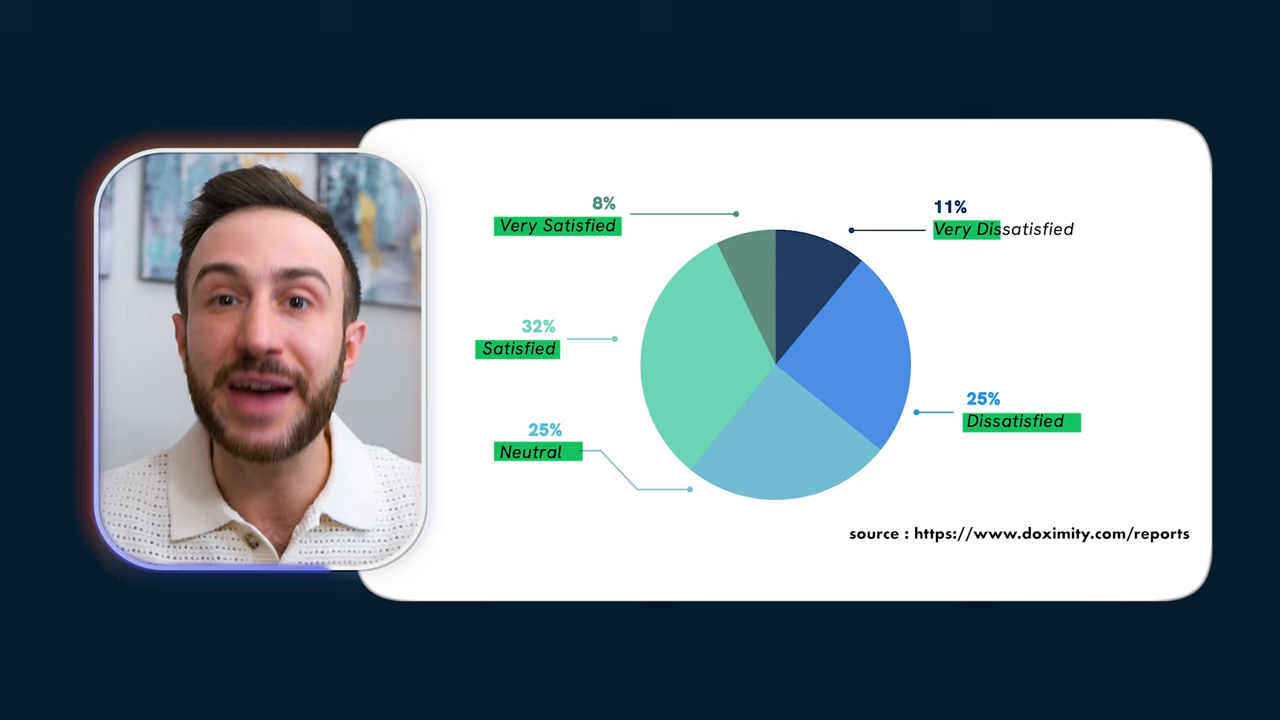 8%
Very Satisfied
11%
Very Dissatisfied
32%
Satisfied
25%
Dissatisfied
25%
Neutral
source : https://www.doximity.com/reports